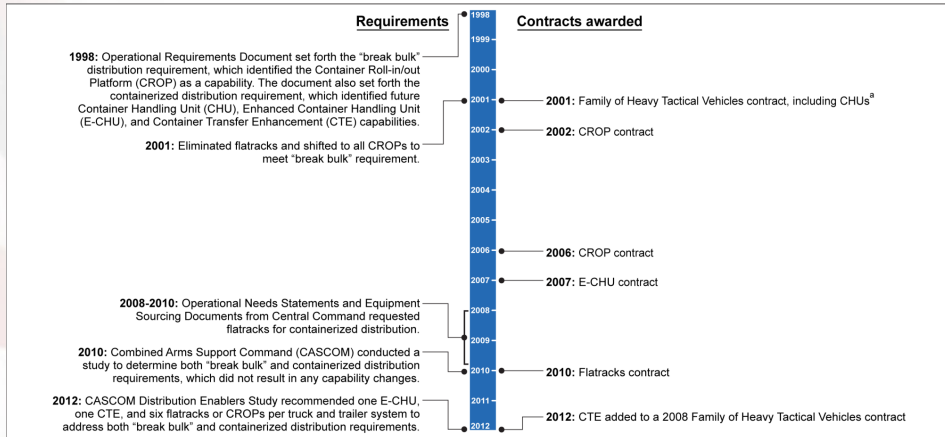 Requirements
Contracts awarded
1998: Operational Requirements Document set forth the “break bulk”
distribution requirement, which identified the Container Roll-in/out
Platform (CROP) as a capability. The document also set forth the
containerized distribution requirement, which identified future
Container Handling Unit (CHU), Enhanced Container Handling Unit
(E-CHU), and Container Transfer Enhancement (CTE) capabilities.
2001: Eliminated flatracks and shifted to all CROPs to
meet “break bulk” requirement.
2008-2010: Operational Needs Statements and Equipment
Sourcing Documents from Central Command requested
flatracks for containerized distribution.
2010: Combined Arms Support Command (CASCOM) conducted a
study to determine both “break bulk” and containerized distribution
requirements, which did not result in any capability changes.
2012: CASCOM Distribution Enablers Study recommended one E-CHU,
one CTE, and six flatracks or CROPs per truck and trailer system to
address both “break bulk” and containerized distribution requirements.
1998
1999
2000
2001
2002
2003
2004
2005
2006
2007
2008
2009
2010
2011
2012
2001: Family of Heavy Tactical Vehicles contract, including CHUsᵃ
2002: CROP contract
2006: CROP contract
2007: E-CHU contract
2010: Flatracks contract
2012: CTE added to a 2008 Family of Heavy Tactical Vehicles contract